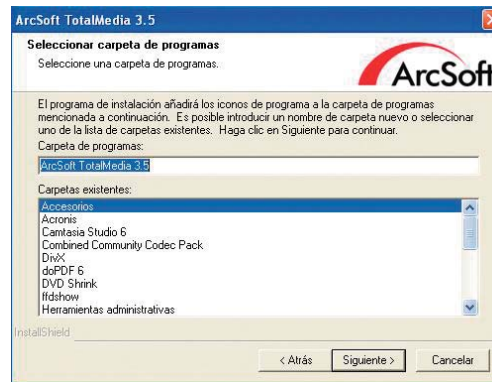 ArcSoft TotalMedia 3.5
Seleccionar carpeta de programas
Seleccione una carpeta de programas.
ArcSoft
El programa de instalación añadirá los iconos de programa a la carpeta de programas
mencionada a continuación. Es posible introducir un nombre de carpeta nuevo o seleccionar
uno de la lista de carpetas existentes. Haga clic en Siguiente para continuar.
Carpeta de programas:
ArcSoft TotalMedia 3.5
Carpetas existentes:
Accesorios
Acronis
Camtasia Studio 6
Combined Community Codec Pack
DivX
doPDF 6
DVD Shrink
ffdshow
Herramientas administrativas
InstallShield
< Atrás
Siguiente >
Cancelar